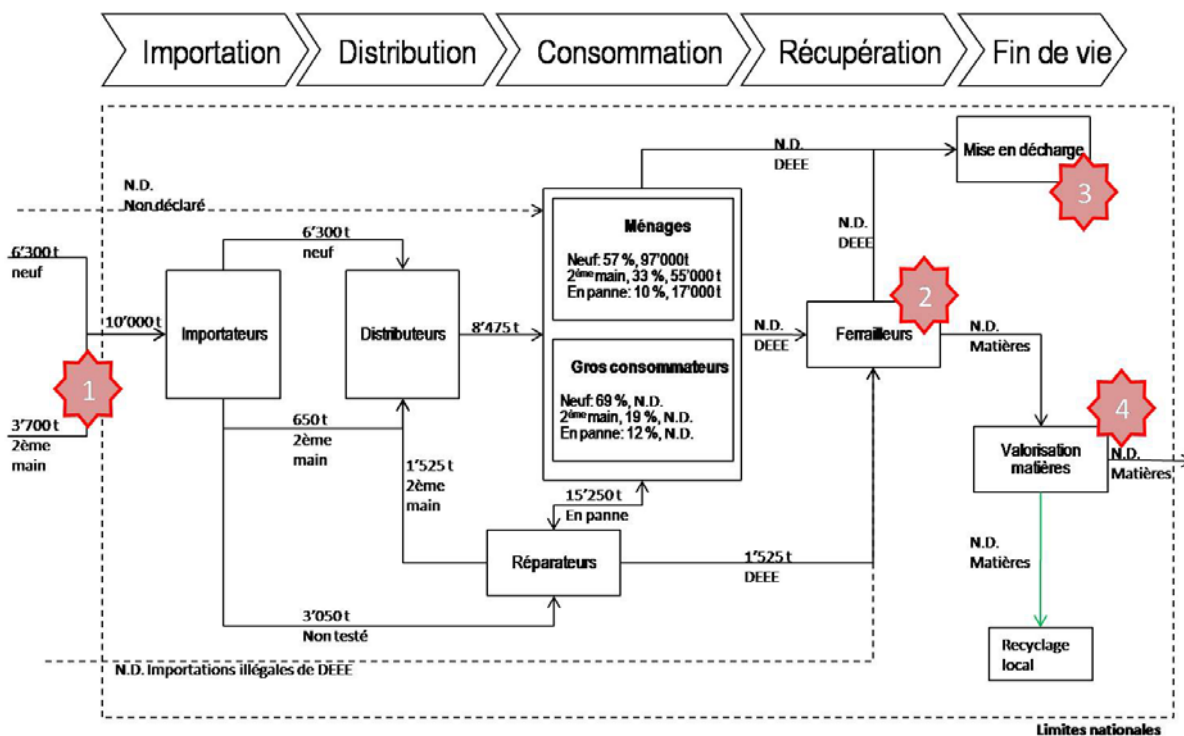 Importation
Distribution
Consommation
Récupération
Fin de vie
N.D.
DEEE
Mise en décharge
3
N.D.
Non déclaré
6'300 t
neuf
6'300 t
neuf
Ménages
Neuf: 57 %, 97'000t
2ème main, 33 %, 55'000 t
En panne: 10 %, 17'000 t
N.D.
DEEE
2
10'000 t
Importateurs
Distributeurs
8'475 t
N.D.
DEEE
Ferrailleurs
N.D.
Matières
1
Gros consommateurs
Neuf: 69 %, N.D.
2ème main, 19 %, N.D.
En panne: 12 %, N.D.
4
3'700 t
2ème
main
650 t
2ème
main
1'525 t
2ème
main
Valorisation
matières
N.D.
Matières
15'250 t
En panne
Réparateurs
1'525 t
DEEE
N.D.
Matières
3'050 t
Non testé
Recyclage
local
N.D. Importations illégales de DEEE
Limites nationales